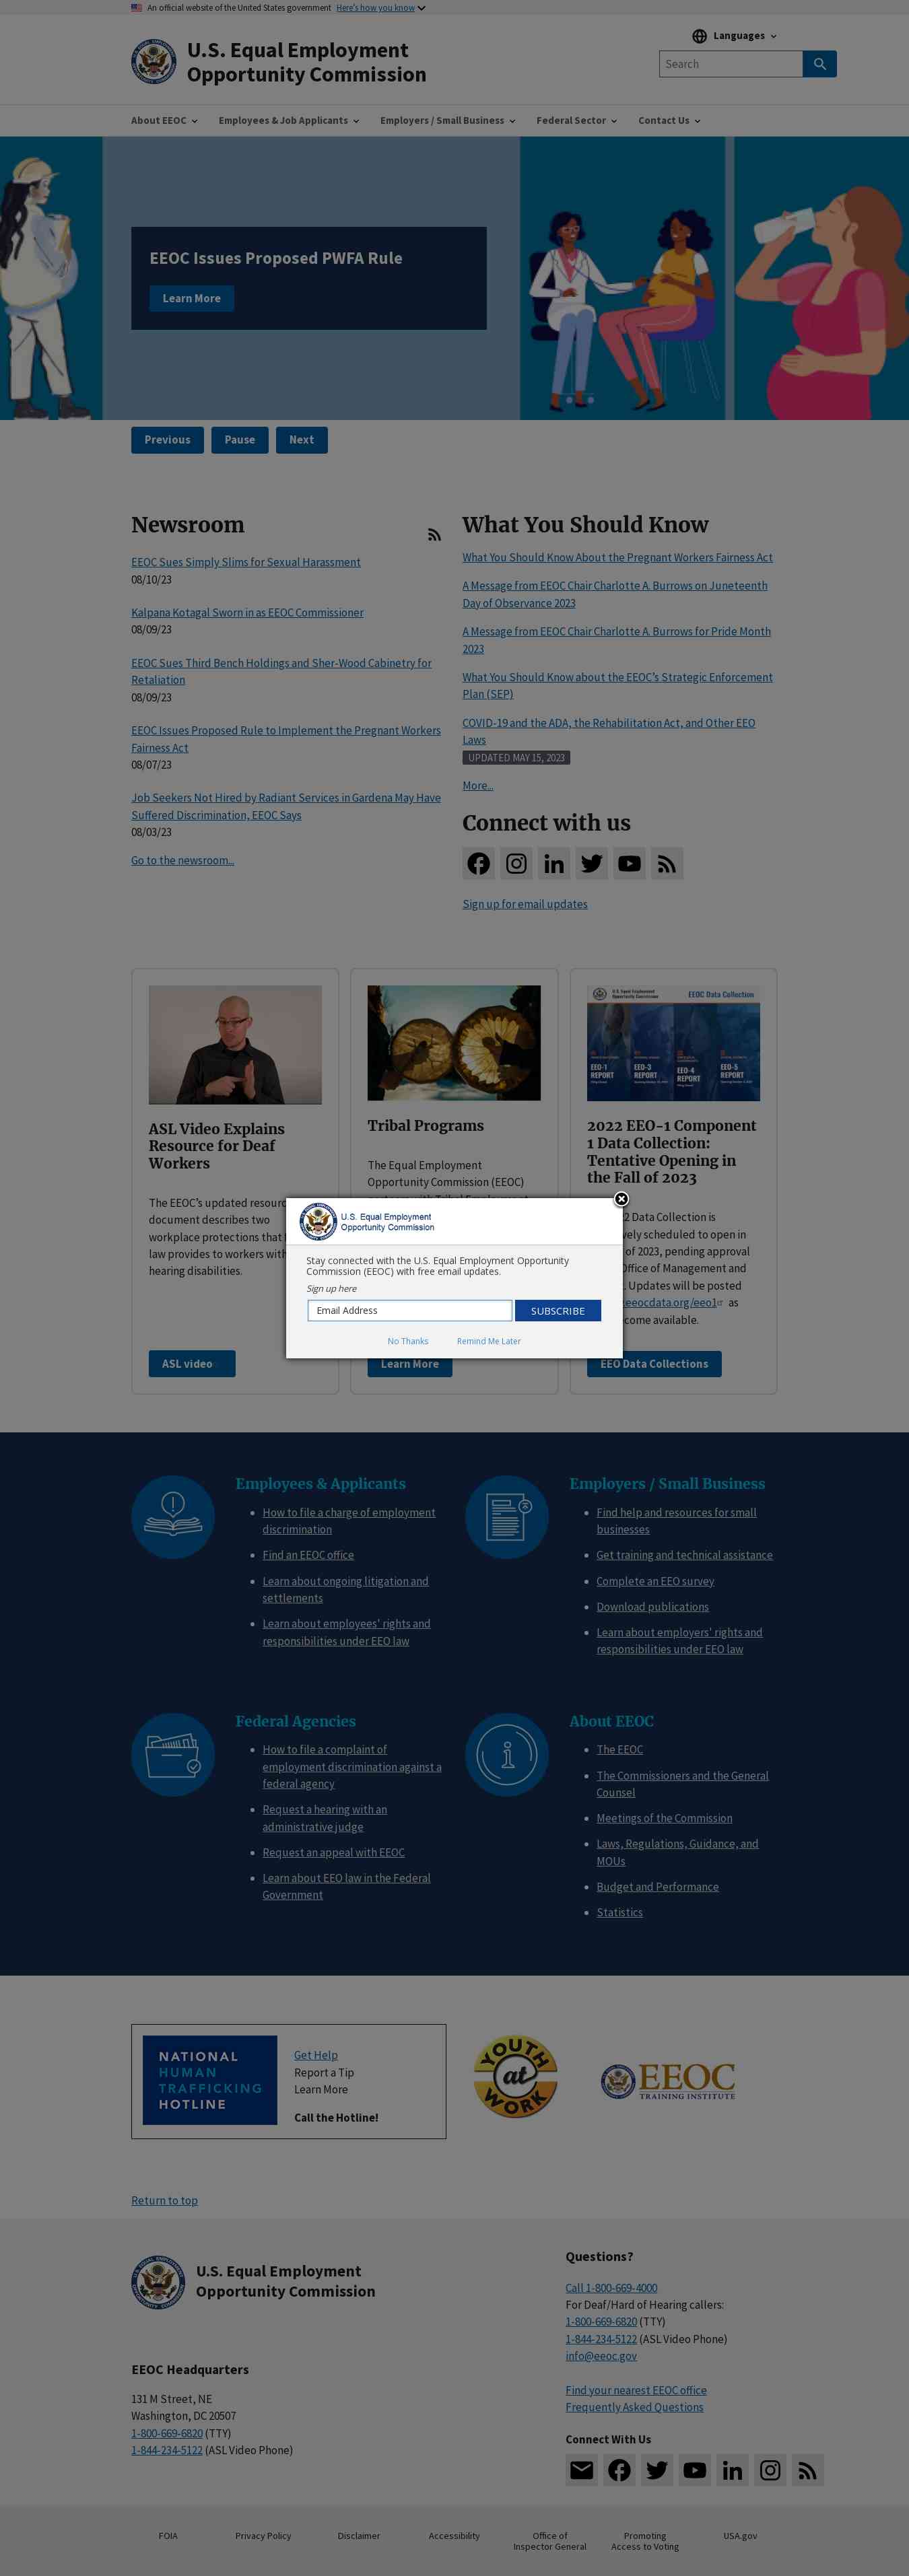 An official website of the United States government Here's how you know
U.S. Equal Employment
Opportunity Commission
Languages
Search
About EEOC
Employees & Job Applicants
Employers / Small Business
Federal Sector
Contact Us
EEOC Issues Proposed PWFA Rule
Learn More
Previous
Pause
Next
Newsroom
EEOC Sues Simply Slims for Sexual Harassment
08/10/23
Kalpana Kotagal Sworn in as EEOC Commissioner
08/09/23
EEOC Sues Third Bench Holdings and Sher-Wood Cabinetry for
Retaliation
08/09/23
EEOC Issues Proposed Rule to Implement the Pregnant Workers
Fairness Act
08/07/23
Job Seekers Not Hired by Radiant Services in Gardena May Have
Suffered Discrimination, EEOC Says
08/03/23
Go to the newsroom...
What You Should Know
What You Should Know About the Pregnant Workers Fairness Act
A Message from EEOC Chair Charlotte A. Burrows on Juneteenth
Day of Observance 2023
A Message from EEOC Chair Charlotte A. Burrows for Pride Month
2023
What You Should Know about the EEOC's Strategic Enforcement
Plan (SEP)
COVID-19 and the ADA, the Rehabilitation Act, and Other EEO
Laws
UPDATED MAY 15, 2023
More...
Connect with us
Sign up for email updates
ASL Video Explains
Resource for Deaf
Workers
The EEOC's updated
document describes two
workplace protections that
law provides to workers with
hearing disabilities.
ASL video
Tribal Programs
The Equal Employment
Opportunity Commission (EEOC)
Learn More
U.S. Equal Employment
Opportunity Commission
EEOC Data Collection
EEO-1
REPORT
EEO-3
REPORT
EEO-4
REPORT
EEO-5
REPORT
2022 EEO-1 Component
1 Data Collection:
Tentative Opening in
the Fall of 2023
Data Collection is
scheduled to open in
of 2023, pending approval
Office of Management and
Updates will be posted
eeocdata.org/eeo1 as
available.
EEO Data Collections
U.S. Equal Employment
Opportunity Commission
Stay connected with the U.S. Equal Employment Opportunity
Commission (EEOC) with free email updates.
Sign up here
Email Address
SUBSCRIBE
No Thanks
Remind Me Later
Employees & Applicants
How to file a charge of employment
discrimination
Find an EEOC office
Learn about ongoing litigation and
settlements
Learn about employees' rights and
responsibilities under EEO law
Employers / Small Business
Find help and resources for small
businesses
Get training and technical assistance
Complete an EEO survey
Download publications
Learn about employers' rights and
responsibilities under EEO law
Federal Agencies
How to file a complaint of
employment discrimination against a
federal agency
Request a hearing with an
administrative judge
Request an appeal with EEOC
Learn about EEO law in the Federal
Government
About EEOC
The EEOC
The Commissioners and the General
Counsel
Meetings of the Commission
Laws, Regulations, Guidance, and
MOUs
Budget and Performance
Statistics
NATIONAL
HUMAN
TRAFFICKING
HOTLINE
Get Help
Report a Tip
Learn More
Call the Hotline!
YOUTH
at
WORK
EEOC
TRAINING INSTITUTE
Return to top
U.S. Equal Employment
Opportunity Commission
EEOC Headquarters
131 M Street, NE
Washington, DC 20507
1-800-669-6820 (TTY)
1-844-234-5122 (ASL Video Phone)
Questions?
Call 1-800-669-4000
For Deaf/Hard of Hearing callers:
1-800-669-6820 (TTY)
1-844-234-5122 (ASL Video Phone)
info@eeoc.gov
Find your nearest EEOC office
Frequently Asked Questions
Connect With Us
FOIA
Privacy Policy
Disclaimer
Accessibility
Office of
Inspector General
Promoting
Access to Voting
USA.gov